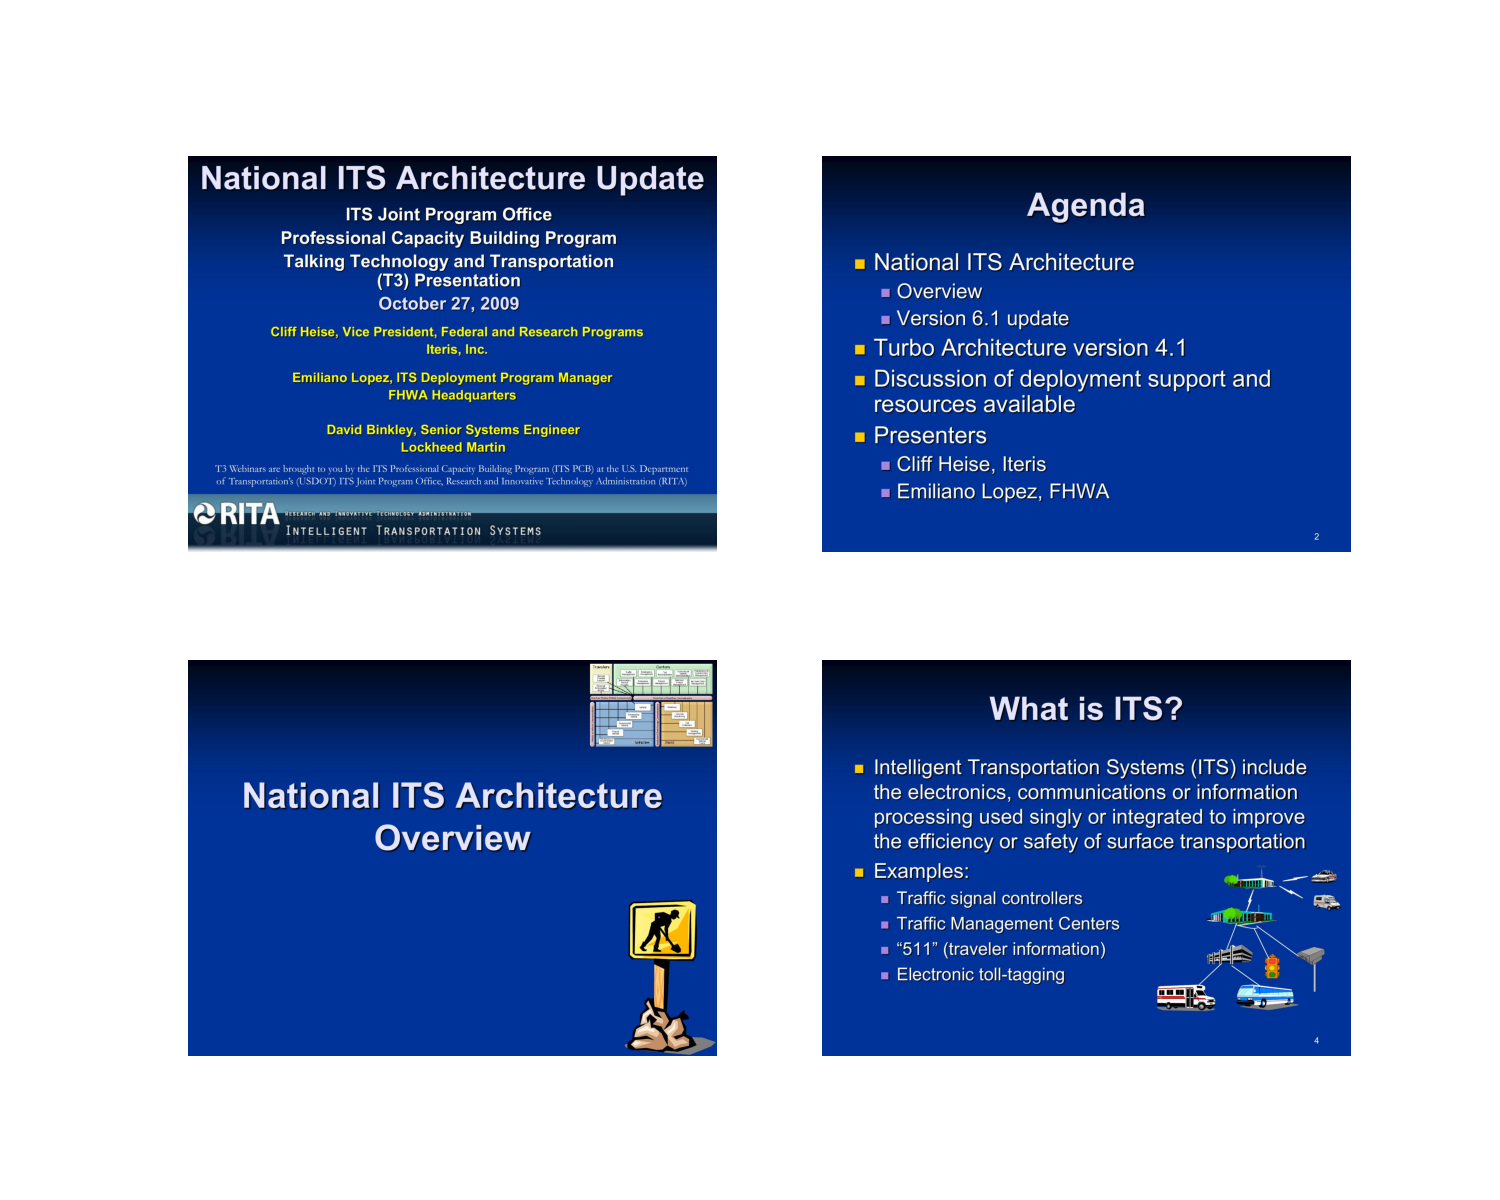 National ITS Architecture Update
ITS Joint Program Office
Professional Capacity Building Program
Talking Technology and Transportation
(T3) Presentation
October 27, 2009
Cliff Heise, Vice President, Federal and Research Programs
Iteris, Inc.
Emiliano Lopez, ITS Deployment Program Manager
FHWA Headquarters
David Binkley, Senior Systems Engineer
Lockheed Martin
T3 Webinars are brought to you by the ITS Professional Capacity Building Program (ITS PCB) at the U.S. Department
of Transportation's (USDOT) ITS Joint Program Office, Research and Innovative Technology Administration (RITA)
RITA RESEARCH AND INNOVATIVE TECHNOLOGY ADMINISTRATION
INTELLIGENT TRANSPORTATION SYSTEMS
Agenda
National ITS Architecture
Overview
Version 6.1 update
Turbo Architecture version 4.1
Discussion of deployment support and
resources available
Presenters
Cliff Heise, Iteris
Emiliano Lopez, FHWA
2
Travelers
Centers
Vehicles
Field
National ITS Architecture
Overview
What is ITS?
Intelligent Transportation Systems (ITS) include
the electronics, communications or information
processing used singly or integrated to improve
the efficiency or safety of surface transportation
Examples:
Traffic signal controllers
Traffic Management Centers
“511” (traveler information)
Electronic toll-tagging
4